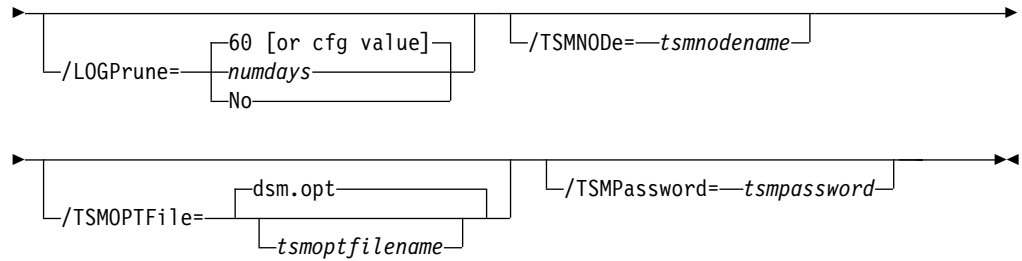 60 [or cfg value]
/TSMNODe= tsmnodename
/LOGPrune= numdays
No
dsm.opt
/TSMPassword= tsmpassword
/TSMOPTFile=
tsmoptfilename